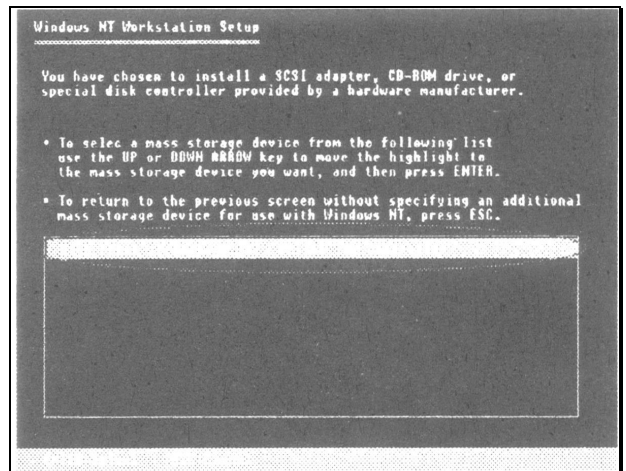 Windows NT Workstation Setup
You have chosen to install a SCSI adapter, CD-ROM drive, or
special disk controller provided by a hardware manufacturer.
• To selec a mass storage device from the following list
use the UP or DOWN ARROW key to move the highlight to
the mass storage device you want, and then press ENTER.
• To return to the previous screen without specifying an additional
mass storage device for use with Windows NT, press ESC.